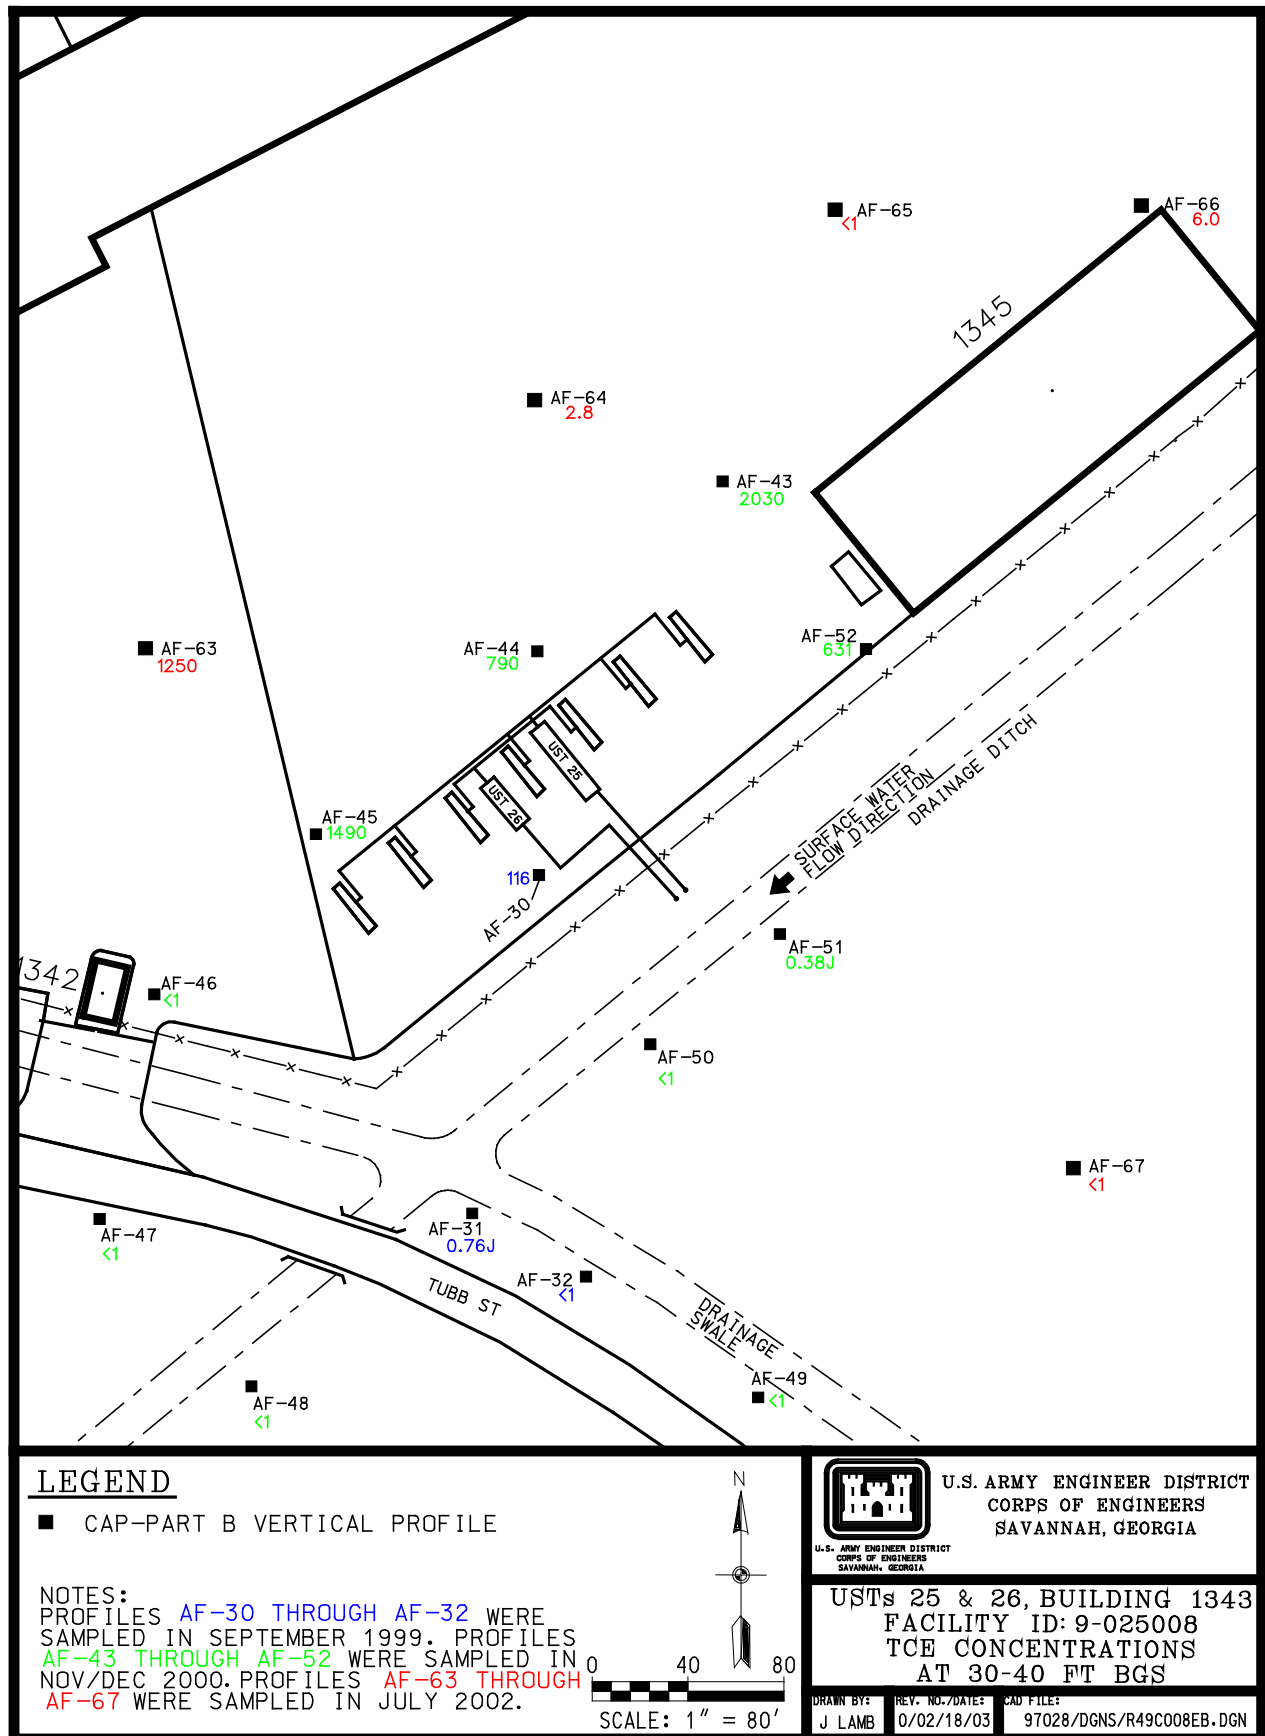 AF-65
<1
AF-66
6.0
1345
AF-64
2.8
AF-43
2030
AF-63
1250
AF-44
790
AF-52
631
UST 25
UST 26
AF-45
1490
116
AF-30
SURFACE WATER
FLOW DIRECTION
DRAINAGE DITCH
AF-51
0.38J
1342
AF-46
<1
AF-50
<1
AF-67
<1
AF-47
<1
AF-31
0.76J
AF-32
<1
TUBB ST
DRAINAGE
SWALE
AF-49
<1
AF-48
<1
LEGEND
CAP-PART B VERTICAL PROFILE
NOTES:
PROFILES AF-30 THROUGH AF-32 WERE
SAMPLED IN SEPTEMBER 1999. PROFILES
AF-43 THROUGH AF-52 WERE SAMPLED IN
NOV/DEC 2000. PROFILES AF-63 THROUGH
AF-67 WERE SAMPLED IN JULY 2002.
N
0 40 80
SCALE: 1" = 80'
U.S. ARMY ENGINEER DISTRICT
CORPS OF ENGINEERS
SAVANNAH, GEORGIA
U.S. ARMY ENGINEER DISTRICT
CORPS OF ENGINEERS
SAVANNAH, GEORGIA
USTs 25 & 26, BUILDING 1343
FACILITY ID: 9-025008
TCE CONCENTRATIONS
AT 30-40 FT BGS
DRAWN BY:
J LAMB
REV. NO./DATE:
0/02/18/03
CAD FILE:
97028/DGNS/R49C008EB.DGN